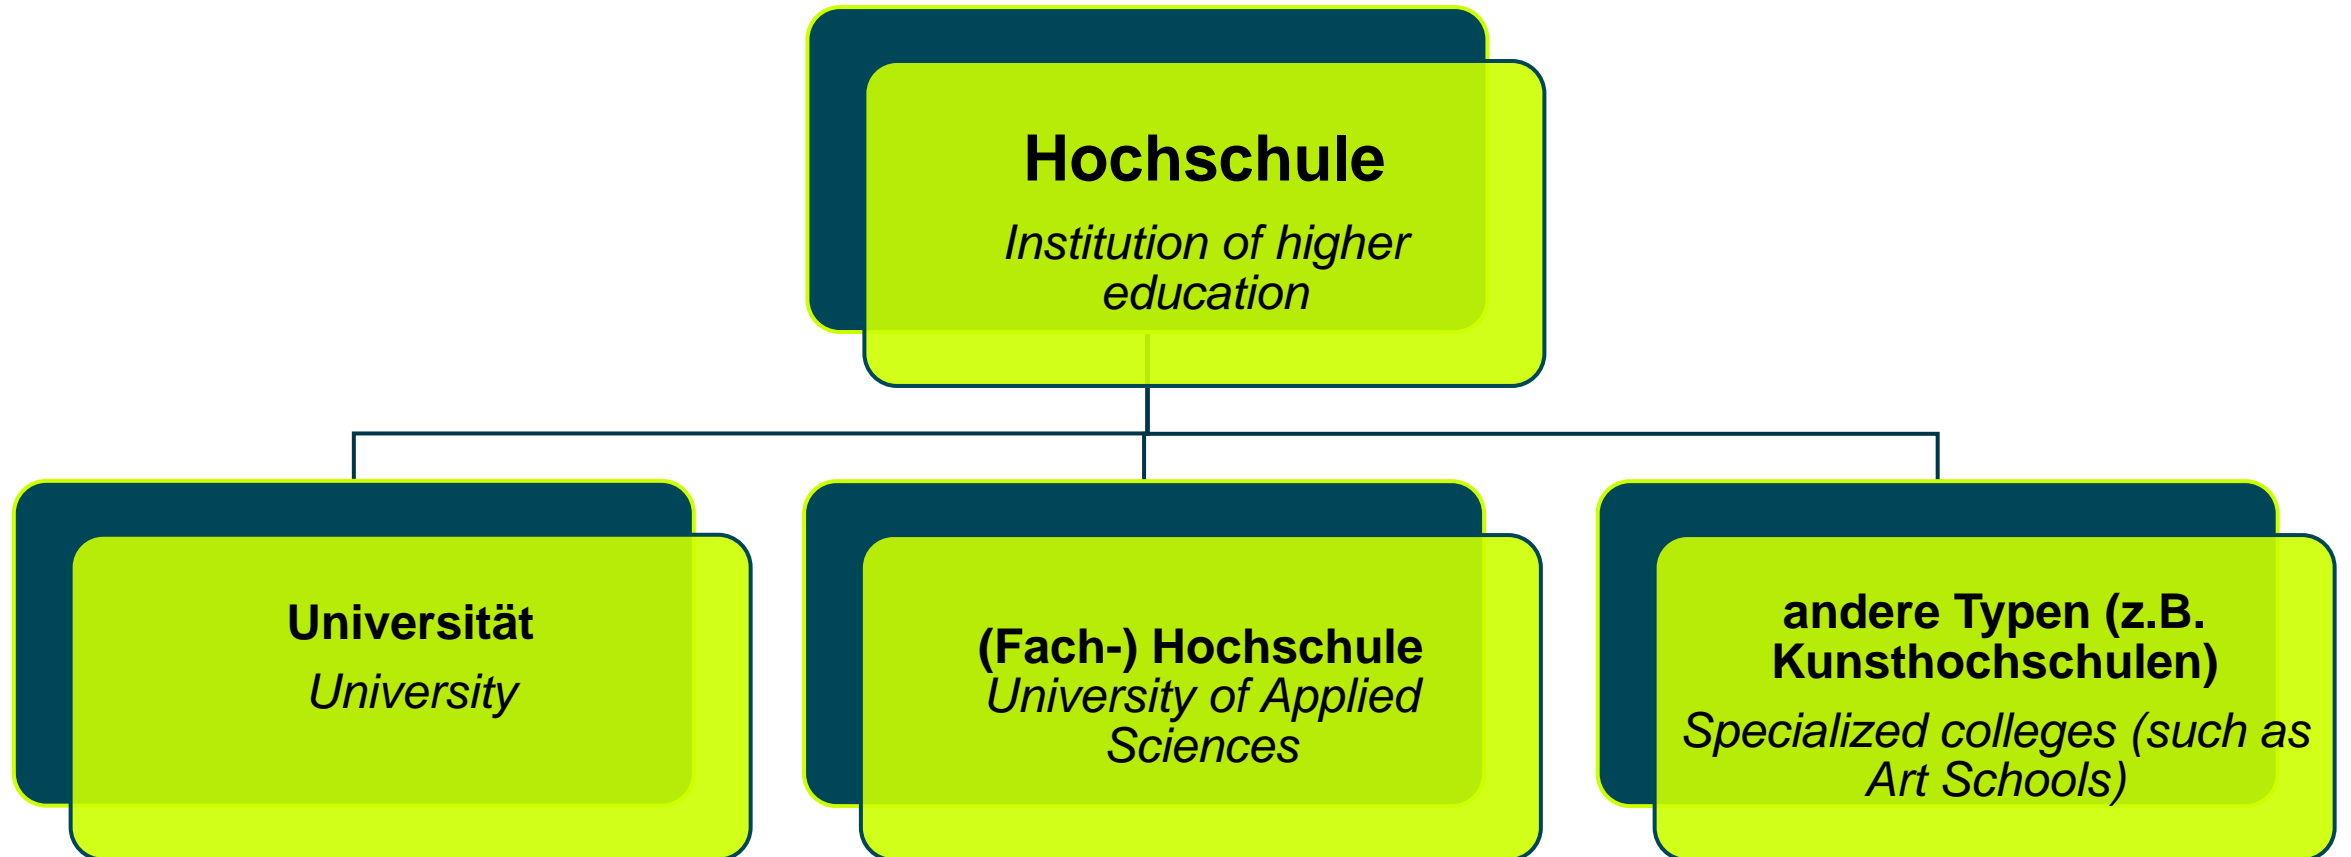 Hochschule
Institution of higher
education
Universität
University
(Fach-) Hochschule
University of Applied
Sciences
andere Typen (z.B.
Kunsthochschulen)
Specialized colleges (such as
Art Schools)